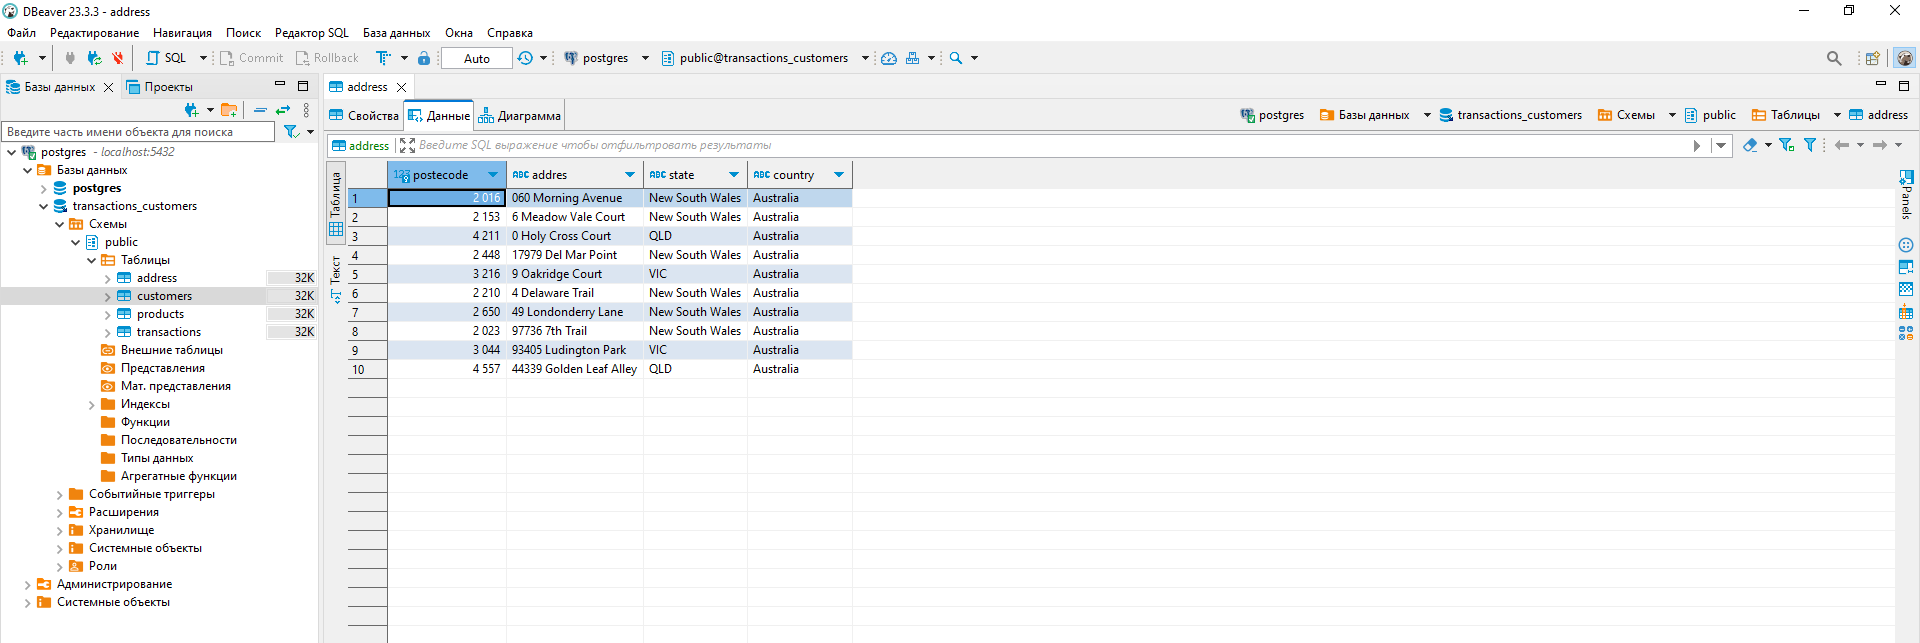 DBeaver 23.3.3 - address
Файл Редактирование Навигация Поиск Редактор SQL База данных Окна Справка
SQL Commit Rollback Auto postgres public@transactions_customers
Базы данных Проекты
address
Свойства Данные Диаграмма
postgres Базы данных transactions_customers Схемы public Таблицы address
Введите часть имени объекта для поиска
address Введите SQL выражение чтобы отфильтровать результаты
postgres - localhost:5432
Базы данных
postgres
transactions_customers
Схемы
public
Таблицы
address 32K
customers 32K
products 32K
transactions 32K
Внешние таблицы
Представления
Мат. представления
Индексы
Функции
Последовательности
Типы данных
Агрегатные функции
Событийные триггеры
Расширения
Хранилище
Системные объекты
Роли
Администрирование
Системные объекты
Таблица
Текст
123 postecode ABC addres ABC state ABC country
1 2 016 060 Morning Avenue New South Wales Australia
2 2 153 6 Meadow Vale Court New South Wales Australia
3 4 211 0 Holy Cross Court QLD Australia
4 2 448 17979 Del Mar Point New South Wales Australia
5 3 216 9 Oakridge Court VIC Australia
6 2 210 4 Delaware Trail New South Wales Australia
7 2 650 49 Londonderry Lane New South Wales Australia
8 2 023 97736 7th Trail New South Wales Australia
9 3 044 93405 Ludington Park VIC Australia
10 4 557 44339 Golden Leaf Alley QLD Australia
Panels